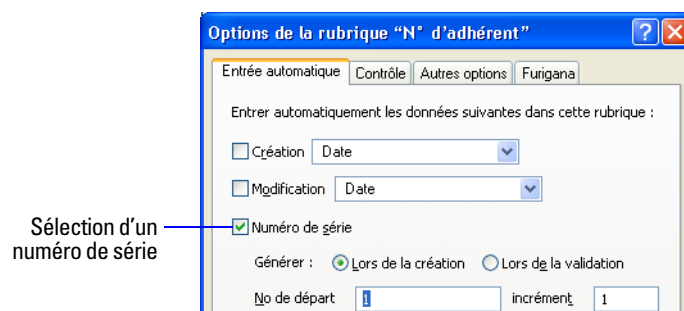 Options de la rubrique “N° d'adhérent”
Entrée automatique Contrôle Autres options Furigana
Entrer automatiquement les données suivantes dans cette rubrique :
Création Date
Modification Date
Sélection d’un
numéro de série
Numéro de série
Générer : Lors de la création Lors de la validation
No de départ 1 incrément 1